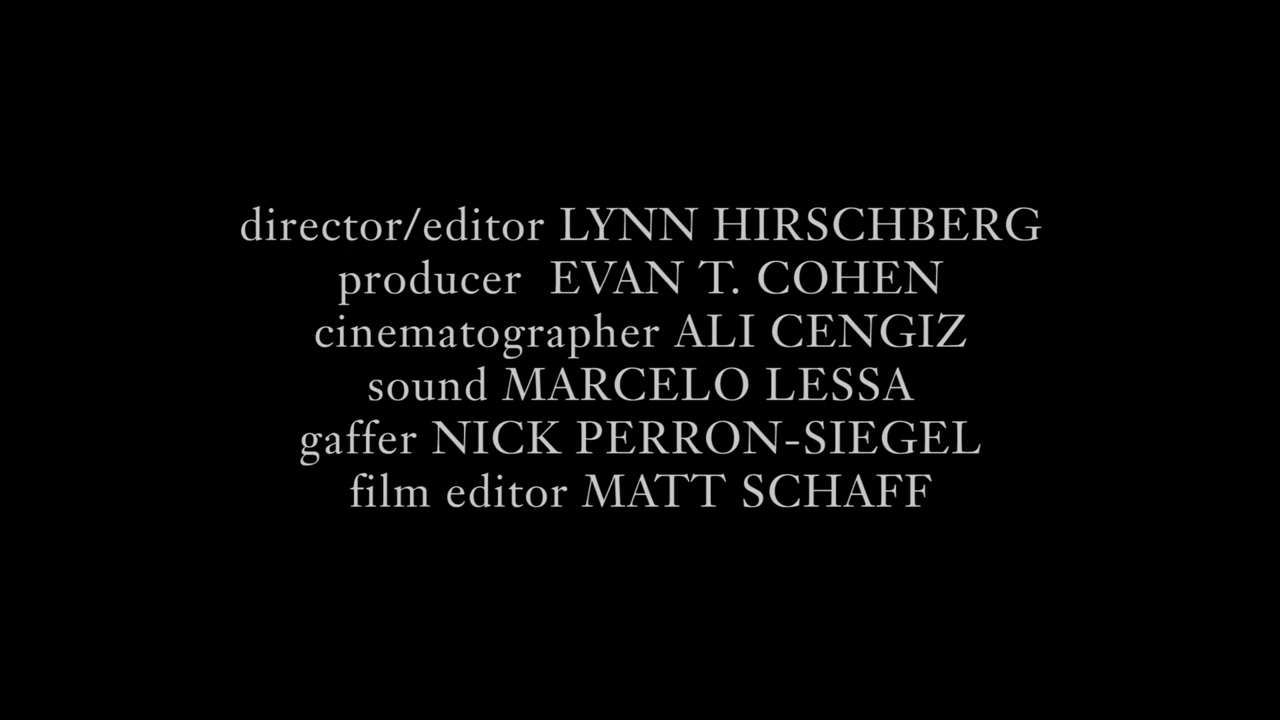 director/editor LYNN HIRSCHBERG
producer  EVAN T. COHEN
cinematographer ALI CENGIZ
sound MARCELO LESSA
gaffer NICK PERRON-SIEGEL
film editor MATT SCHAFF